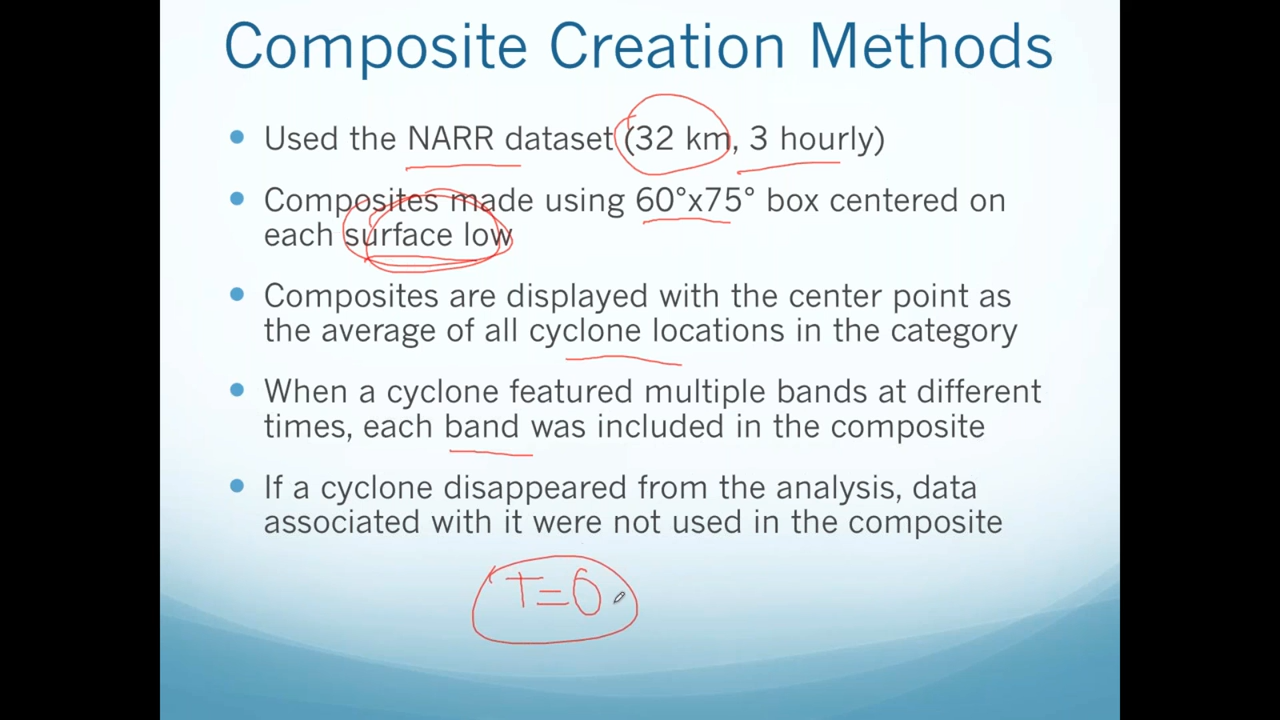 Composite Creation Methods
• Used the NARR dataset (32 km, 3 hourly)
• Composites made using 60°x75° box centered on
each surface low
• Composites are displayed with the center point as
the average of all cyclone locations in the category
• When a cyclone featured multiple bands at different
times, each band was included in the composite
• If a cyclone disappeared from the analysis, data
associated with it were not used in the composite
T=0